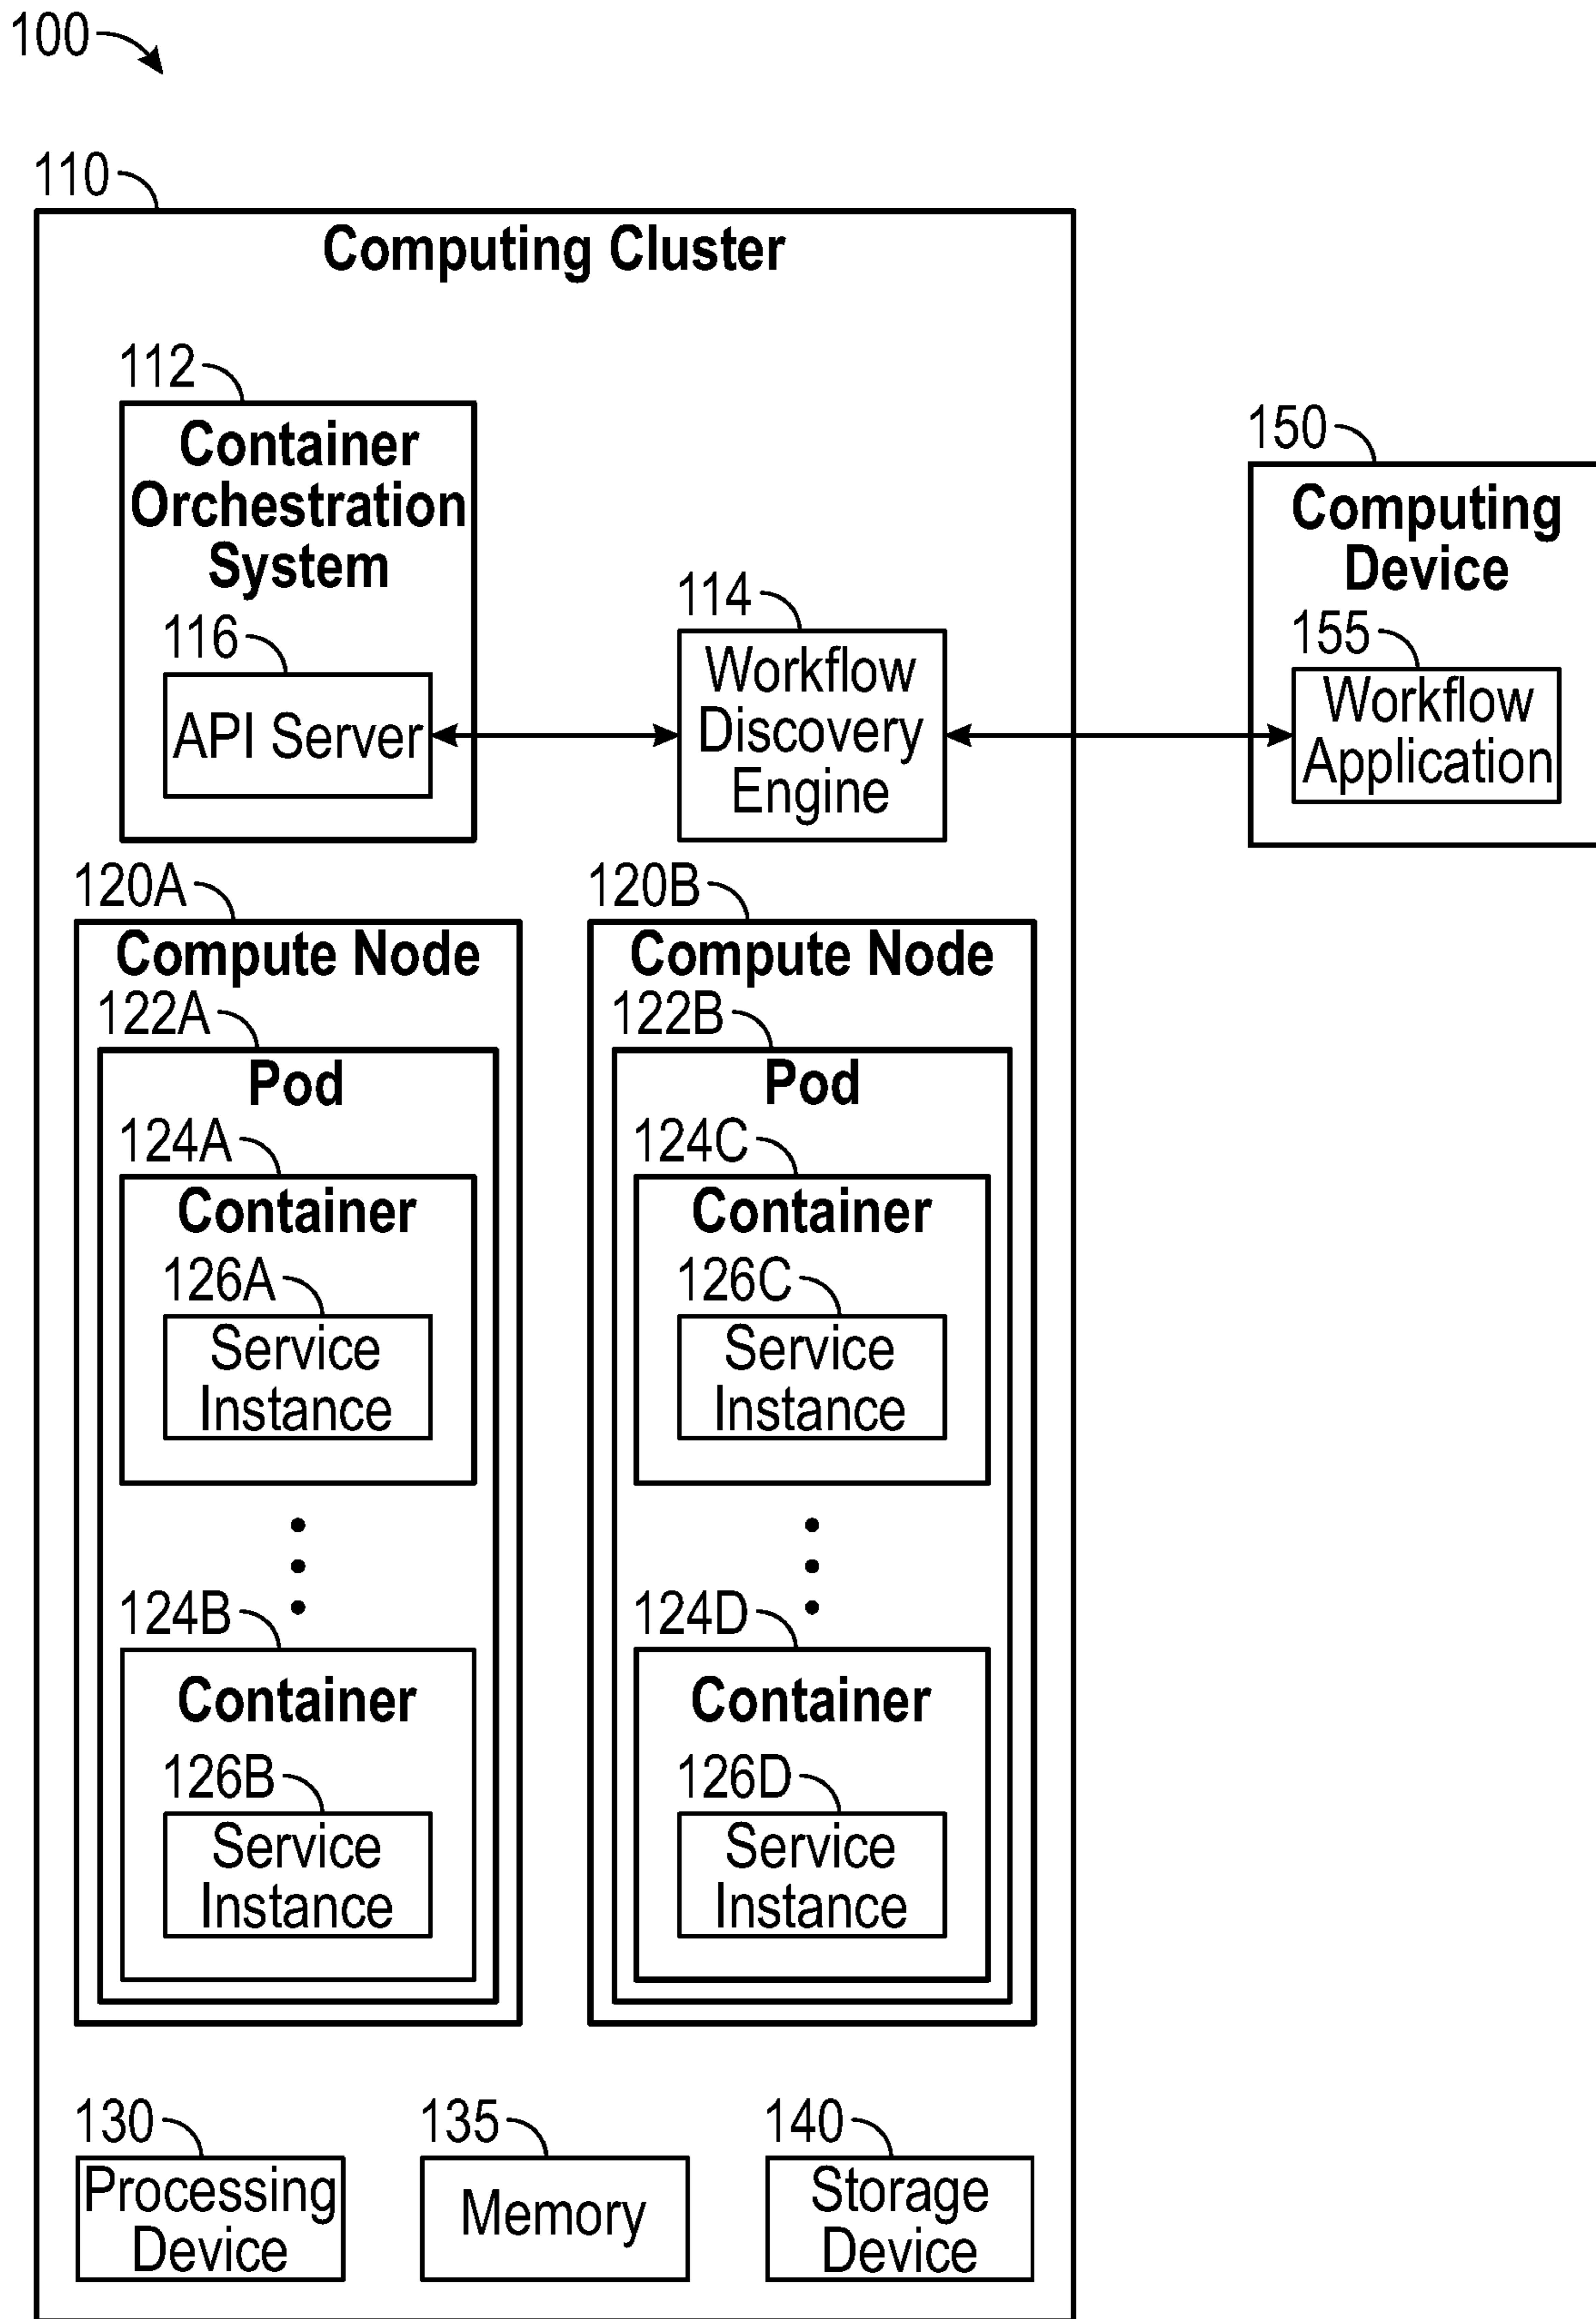 100
110
Computing Cluster
112
Container
Orchestration
System
116
API Server
114
Workflow
Discovery
Engine
150
Computing
Device
155
Workflow
Application
120A
Compute Node
122A
Pod
124A
Container
126A
Service
Instance
124B
Container
126B
Service
Instance
120B
Compute Node
122B
Pod
124C
Container
126C
Service
Instance
124D
Container
126D
Service
Instance
130
Processing
Device
135
Memory
140
Storage
Device